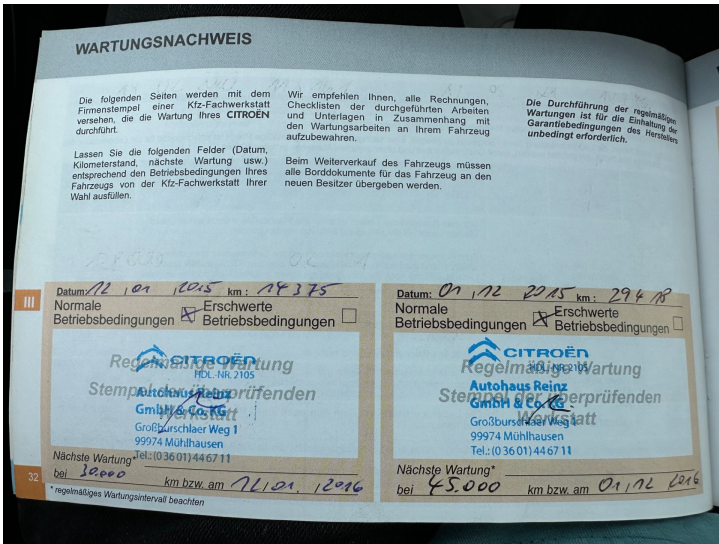 WARTUNGSNACHWEIS
Die folgenden Seiten werden mit dem
Firmenstempel einer Kfz-Fachwerkstatt
versehen, die die Wartung Ihres CITROËN
durchführt.
Lassen Sie die folgenden Felder (Datum,
Kilometerstand, nächste Wartung usw.)
entsprechend den Betriebsbedingungen Ihres
Fahrzeugs von der Kfz-Fachwerkstatt Ihrer
Wahl ausfüllen.
Wir empfehlen Ihnen, alle Rechnungen,
Checklisten der durchgeführten Arbeiten
und Unterlagen in Zusammenhang mit
den Wartungsarbeiten an Ihrem Fahrzeug
aufzubewahren.
Beim Weiterverkauf des Fahrzeugs müssen
alle Borddokumente für das Fahrzeug an den
neuen Besitzer übergeben werden.
Die Durchführung der regelmäßigen
Wartungen ist für die Einhaltung der
Garantiebedingungen des Herstellers
unbedingt erforderlich.
III
Datum: 12, 01, 2015 km: 14375
Normale
Betriebsbedingungen
Erschwerte
Betriebsbedingungen
Regelmäßige Wartung
Stempel der überprüfenden
Werkstatt
CITROËN
HDL.-NR. 2105
Autohaus Reinz
GmbH & Co. KG
Großburschlaer Weg 1
99974 Mühlhausen
Tel.: (03601) 446711
Nächste Wartung*
bei 30.000 km bzw. am 12,01, ,2016
Datum: 01,12 2015 km: 29418
Normale
Betriebsbedingungen
Erschwerte
Betriebsbedingungen
Regelmäßige Wartung
Stempel der überprüfenden
Werkstatt
CITROËN
HDL.-NR. 2105
Autohaus Reinz
GmbH & Co. KG
Großburschlaer Weg 1
99974 Mühlhausen
Tel.: (03601) 446711
Nächste Wartung*
bei 45.000 km bzw. am 01,12 2016
32
* regelmäßiges Wartungsintervall beachten